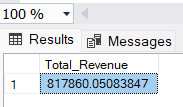 100 %
Results Messages
Total_Revenue
1 817860.05083847